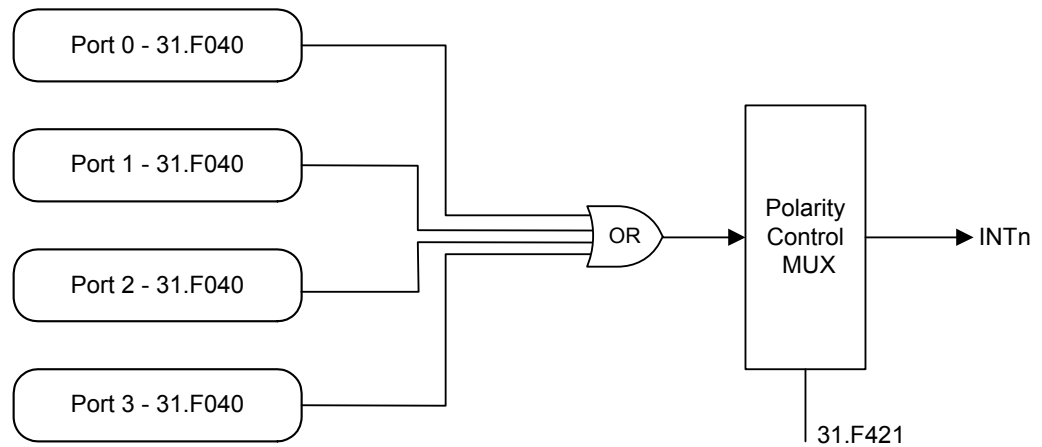 Port 0 - 31.F040
Port 1 - 31.F040
Port 2 - 31.F040
Port 3 - 31.F040
OR
Polarity
Control
MUX
INTn
31.F421